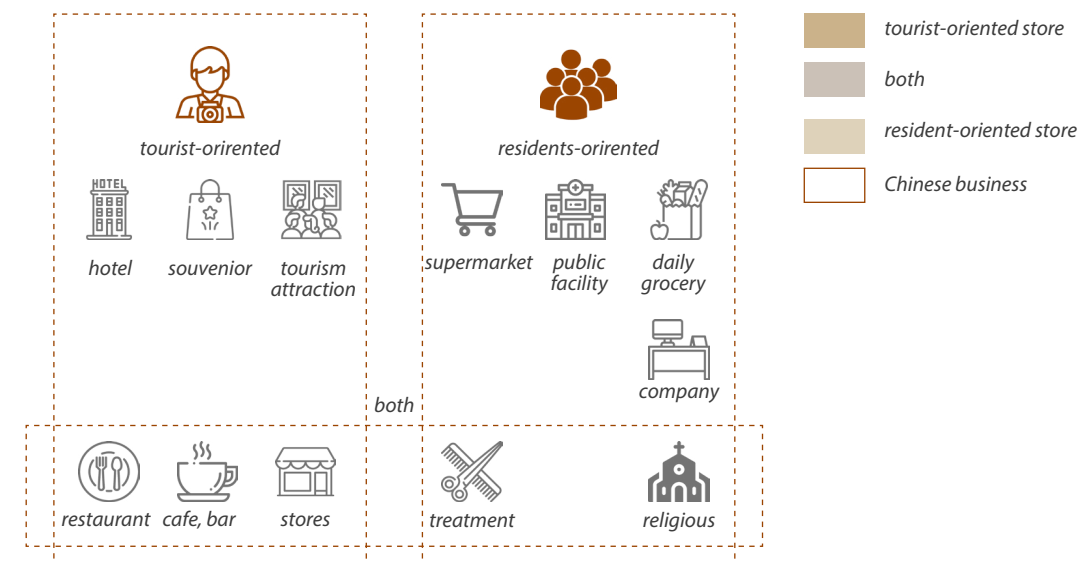 tourist-orirented
residents-orirented
HOTEL
hotel
souvenior
tourism
attraction
supermarket
public
facility
daily
grocery
company
both
restaurant
cafe, bar
stores
treatment
religious
tourist-oriented store
both
resident-oriented store
Chinese business